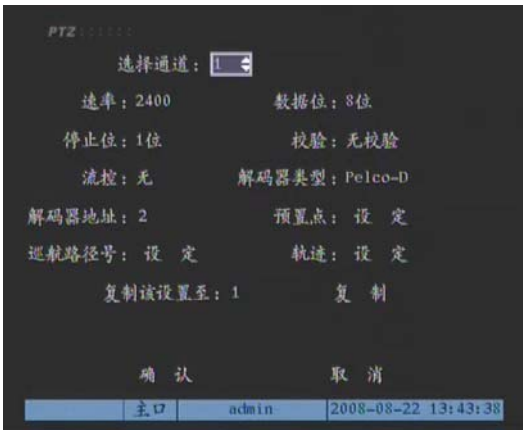 PTZ::::::
选择通道：1
速率：2400 数据位：8位
停止位：1位 校验：无校验
流控：无 解码器类型：Pelco-D
解码器地址：2 预置点：设 定
巡航路径号：设 定 轨迹：设 定
复制该设置至：1 复 制
确 认 取 消
主口 admin 2008-08-22 13:43:38